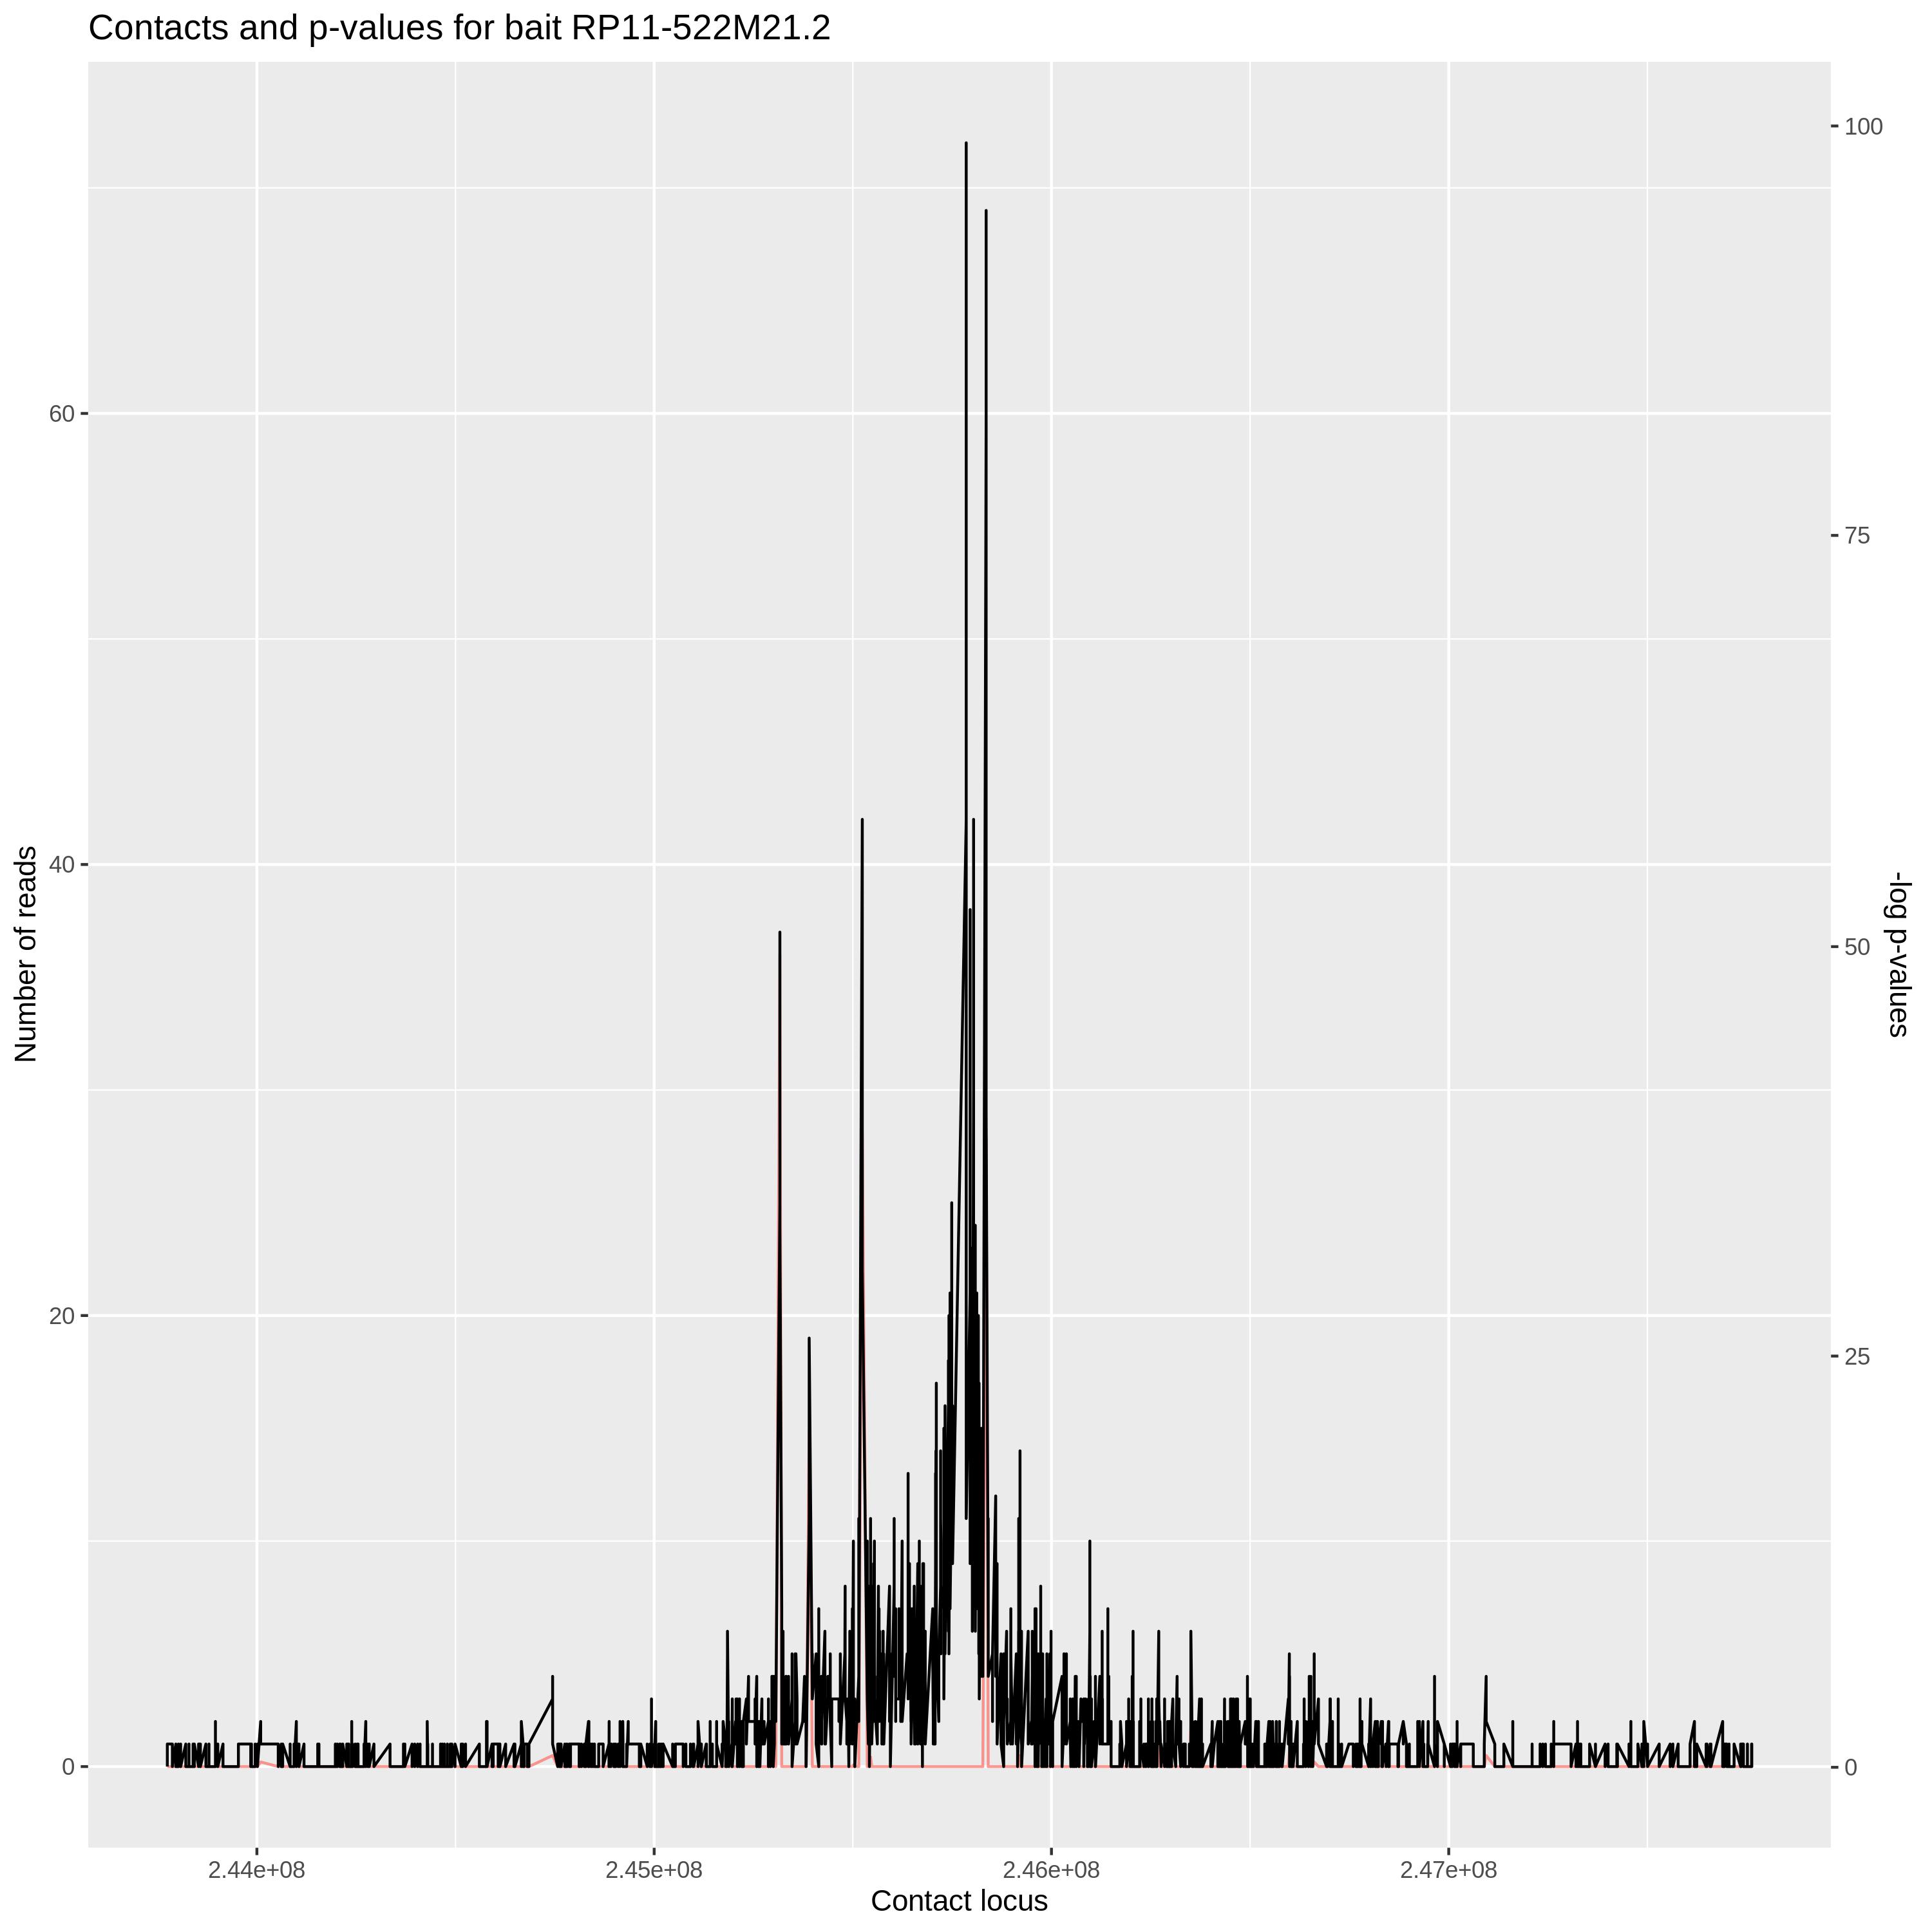 Contacts and p-values for bait RP11-522M21.2
Number of reads
60
40
20
0
100
75
50
25
0
-log p-values
2.44e+08
2.45e+08
2.46e+08
2.47e+08
Contact locus